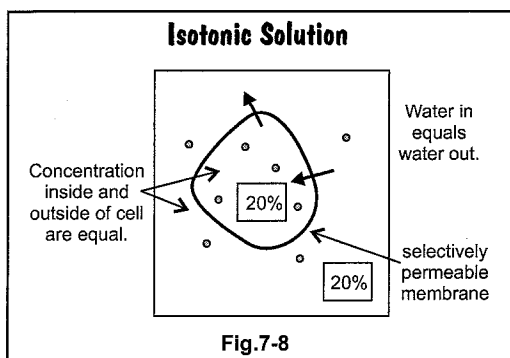 Isotonic Solution
Water in
equals
water out.
Concentration
inside and
outside of cell
are equal.
20%
20%
selectively
permeable
membrane
Fig.7-8